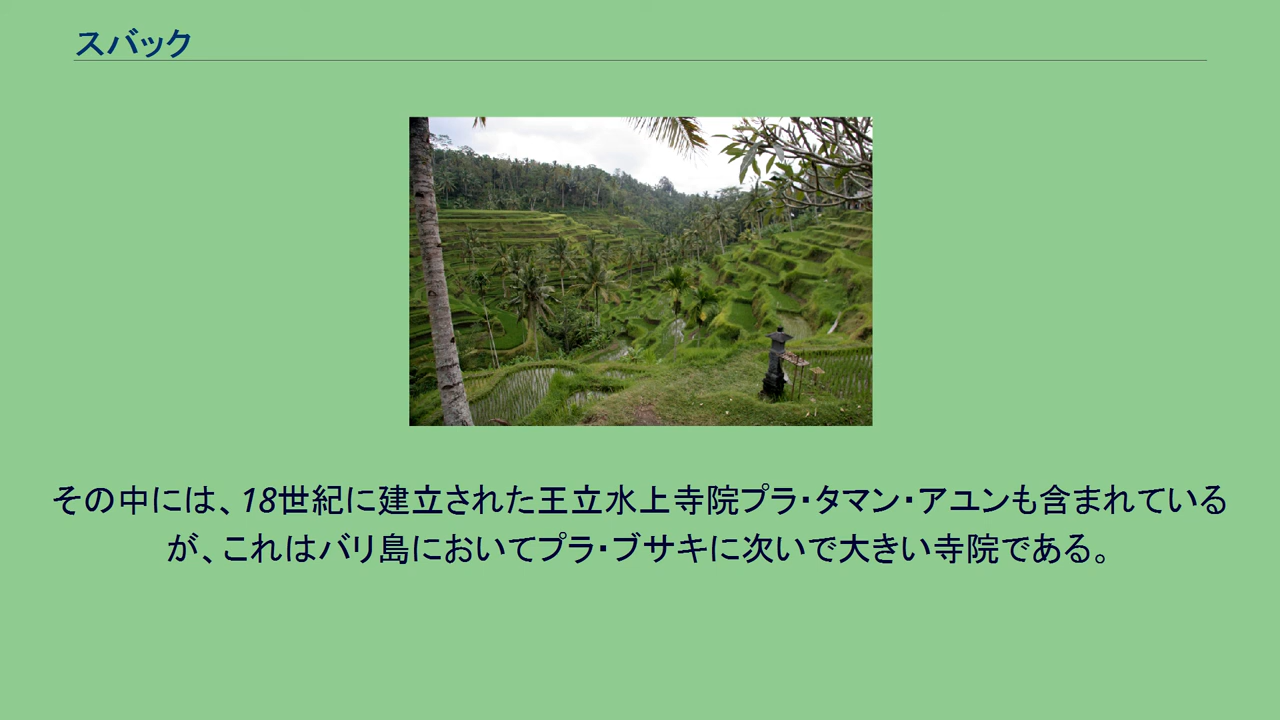 スバック
その中には、18世紀に建立された王立水上寺院プラ・タマン・アユンも含まれている
が、これはバリ島においてプラ・ブサキに次いで大きい寺院である。